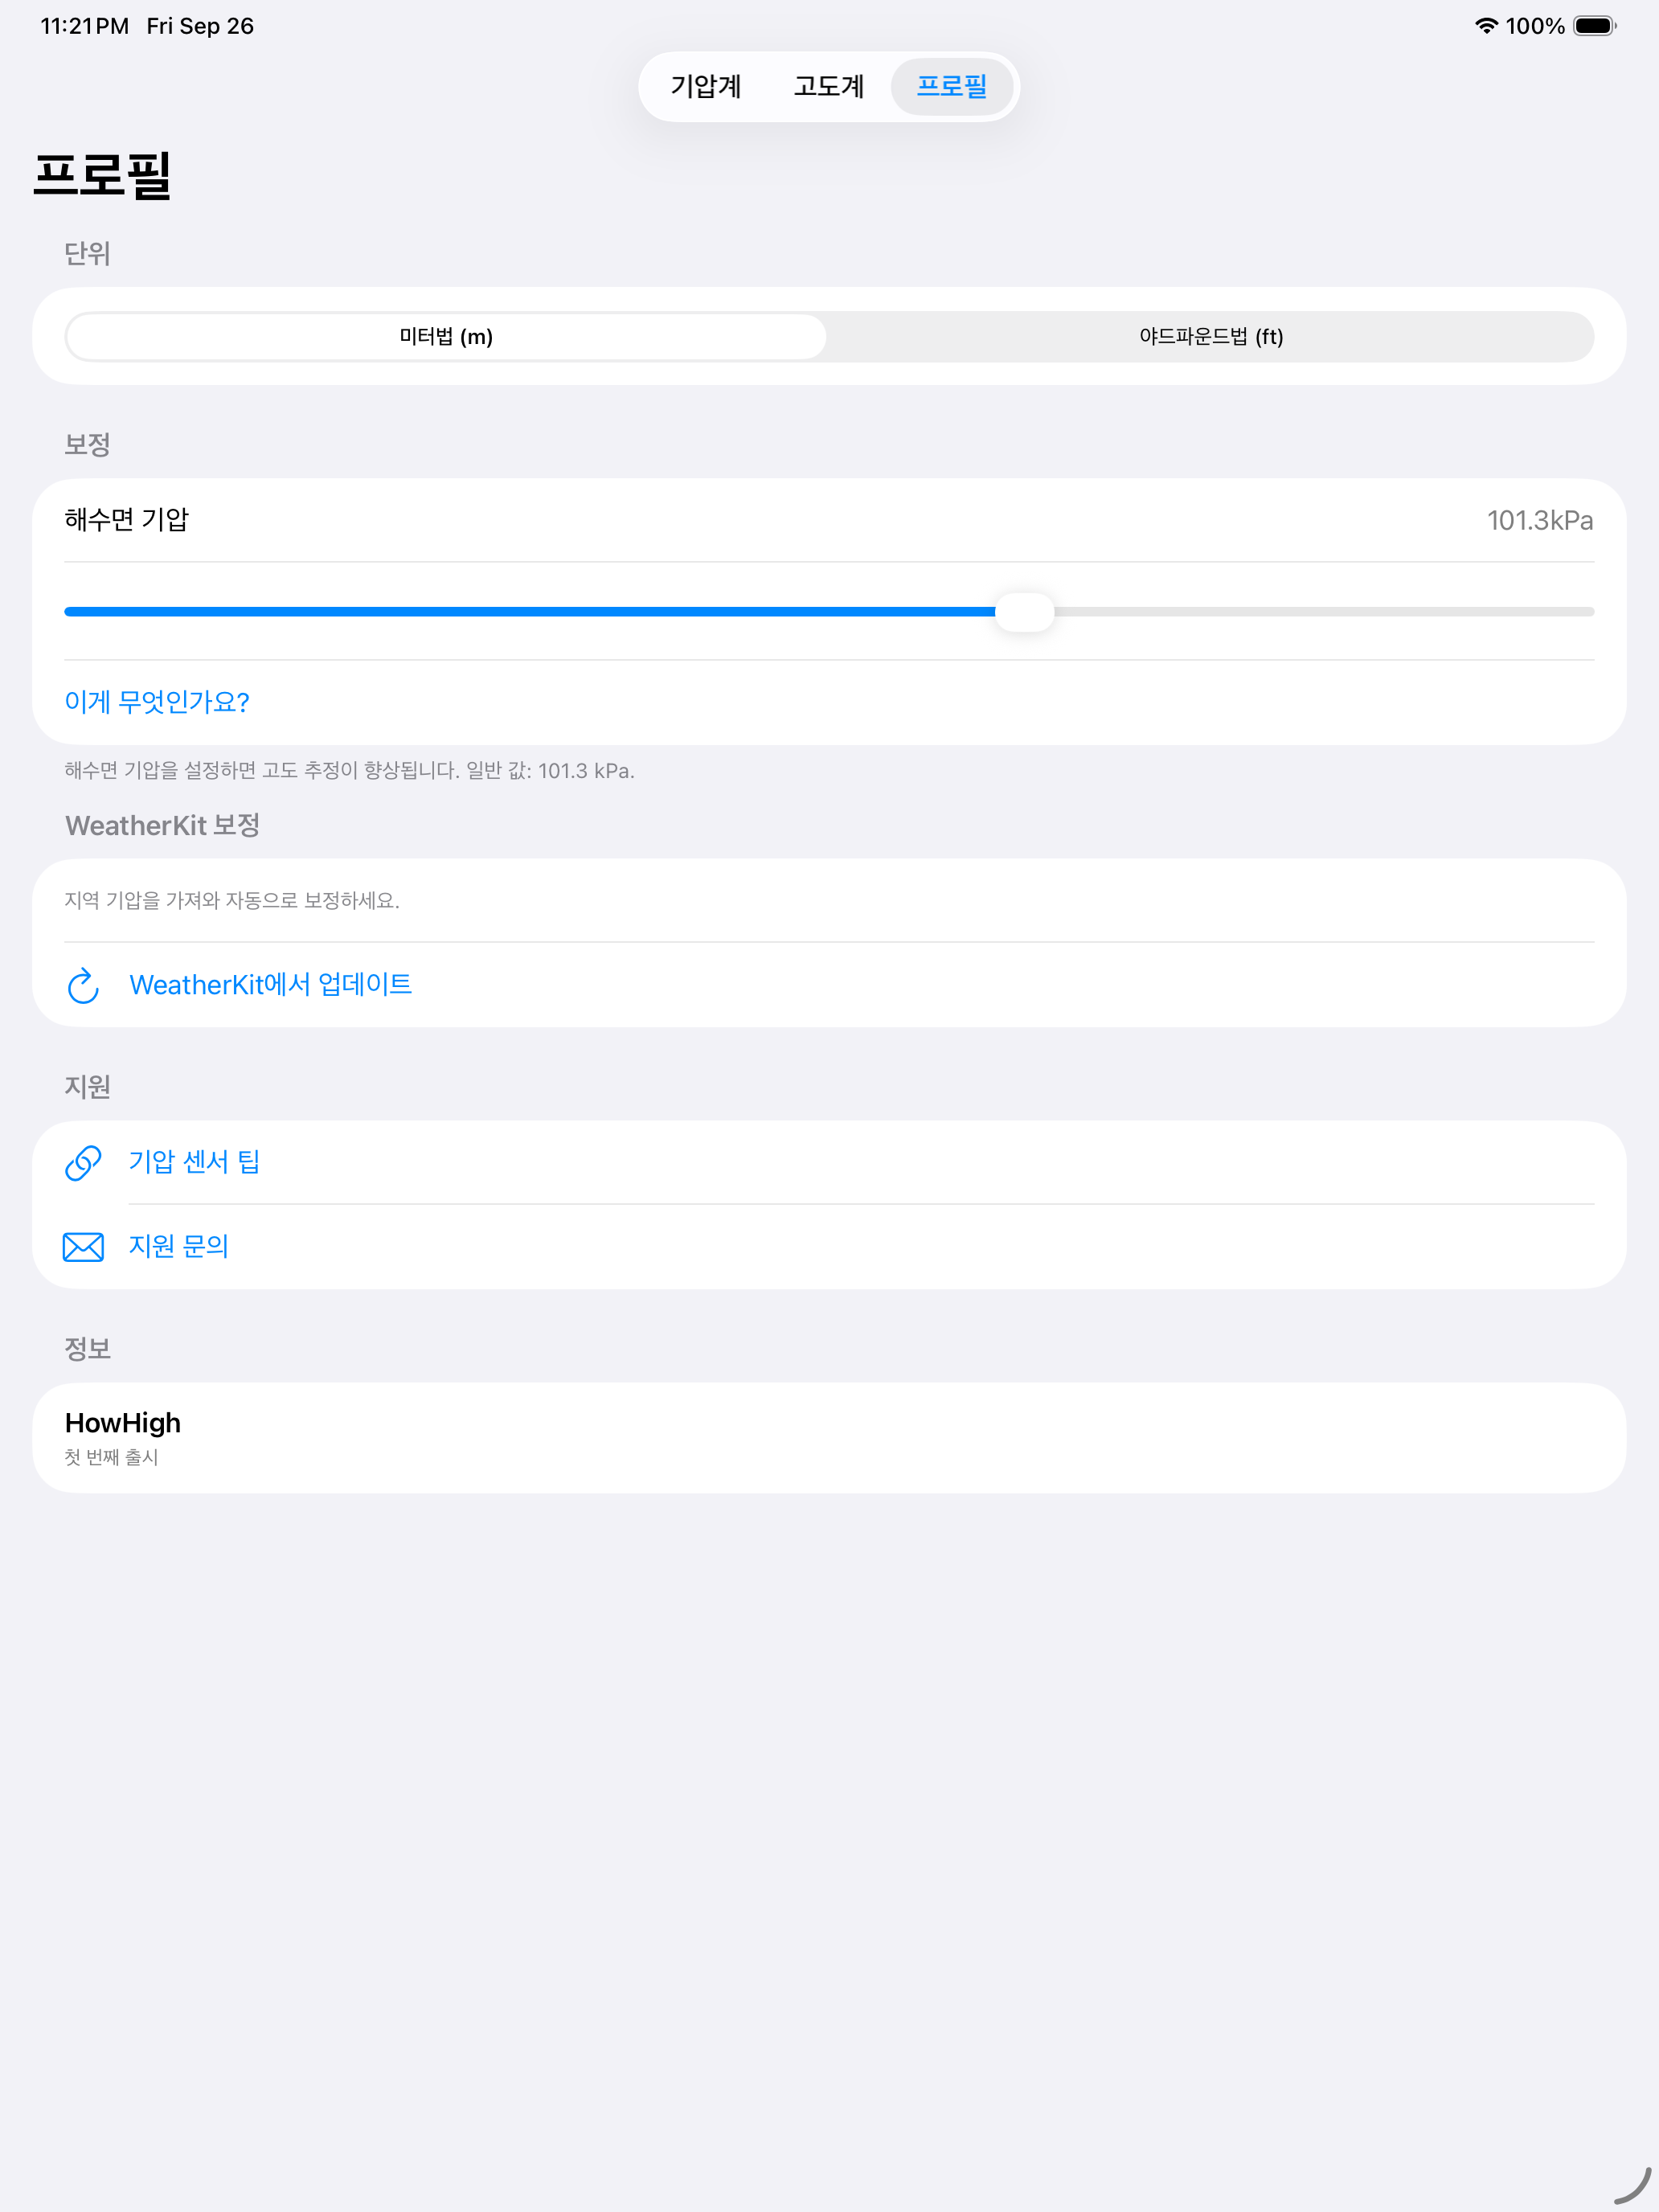 11:21PM Fri Sep 26
100%
기압계 고도계 프로필
프로필
단위
미터법 (m) 야드파운드법 (ft)
보정
해수면 기압 101.3kPa
이게 무엇인가요?
해수면 기압을 설정하면 고도 추정이 향상됩니다. 일반 값: 101.3 kPa.
WeatherKit 보정
지역 기압을 가져와 자동으로 보정하세요.
WeatherKit에서 업데이트
지원
기압 센서 팁
지원 문의
정보
HowHigh
첫 번째 출시